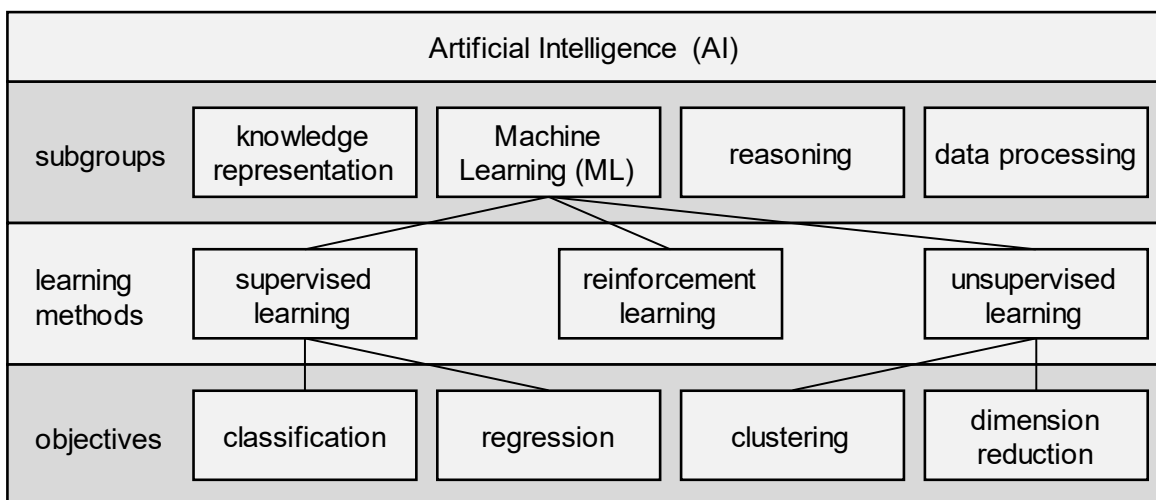 Artificial Intelligence (AI)
subgroups
knowledge
representation
Machine
Learning (ML)
reasoning
data processing
learning
methods
supervised
learning
reinforcement
learning
unsupervised
learning
objectives
classification
regression
clustering
dimension
reduction